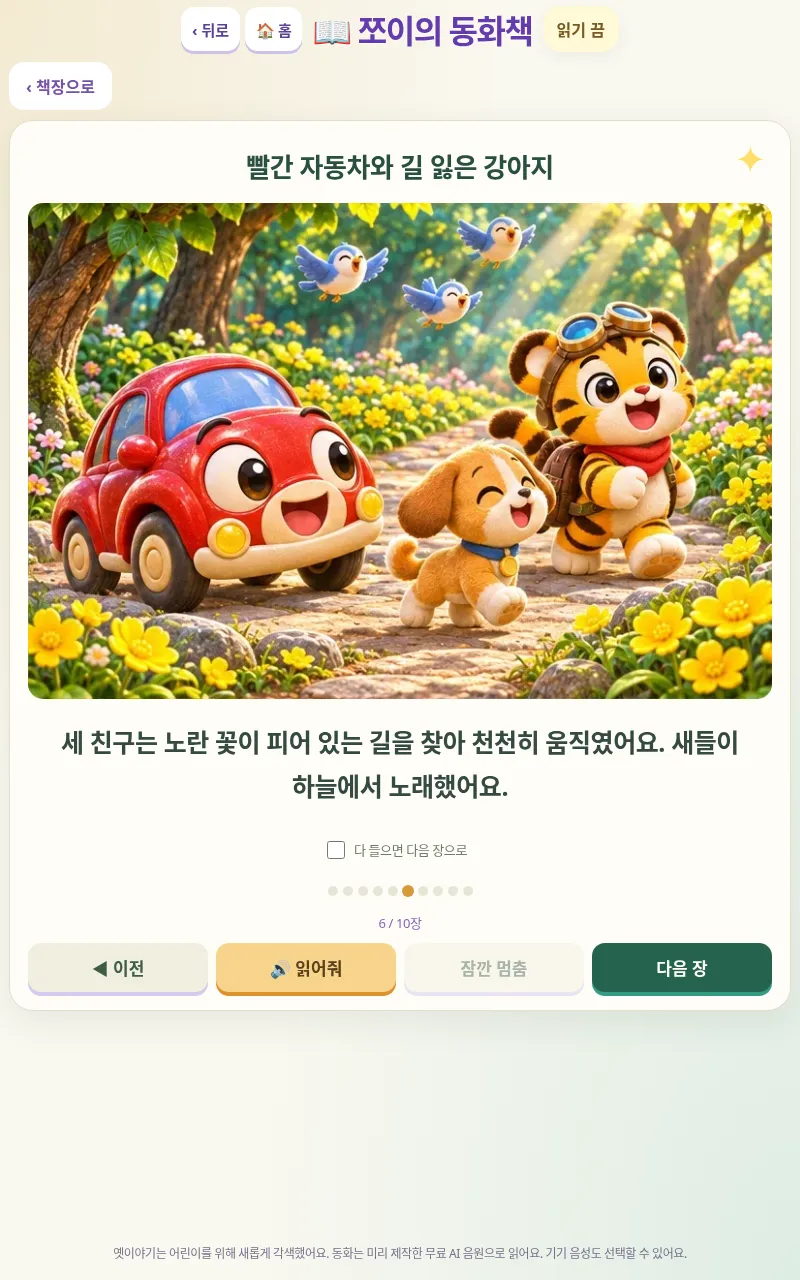 ‹ 뒤로
🏠 홈
📖 쪼이의 동화책
읽기 끔
‹ 책장으로
빨간 자동차와 길 잃은 강아지
세 친구는 노란 꽃이 피어 있는 길을 찾아 천천히 움직였어요. 새들이
하늘에서 노래했어요.
다 들으면 다음 장으로
6 / 10장
◀ 이전
🔊 읽어줘
잠깐 멈춤
다음 장
옛이야기는 어린이를 위해 새롭게 각색했어요. 동화는 미리 제작한 무료 AI 음원으로 읽어요. 기기 음성도 선택할 수 있어요.